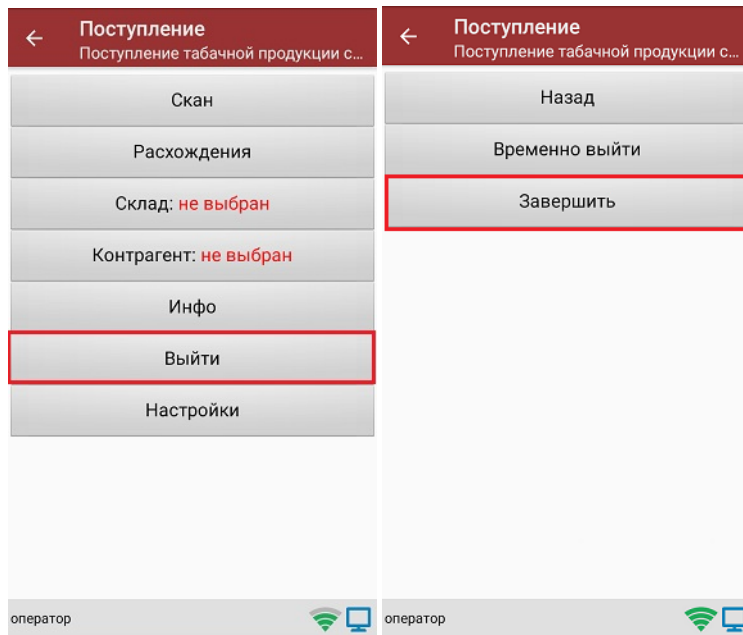 Поступление
Поступление табачной продукции с...
Скан
Расхождения
Склад: не выбран
Контрагент: не выбран
Инфо
Выйти
Настройки
оператор
Поступление
Поступление табачной продукции с...
Назад
Временно выйти
Завершить
оператор